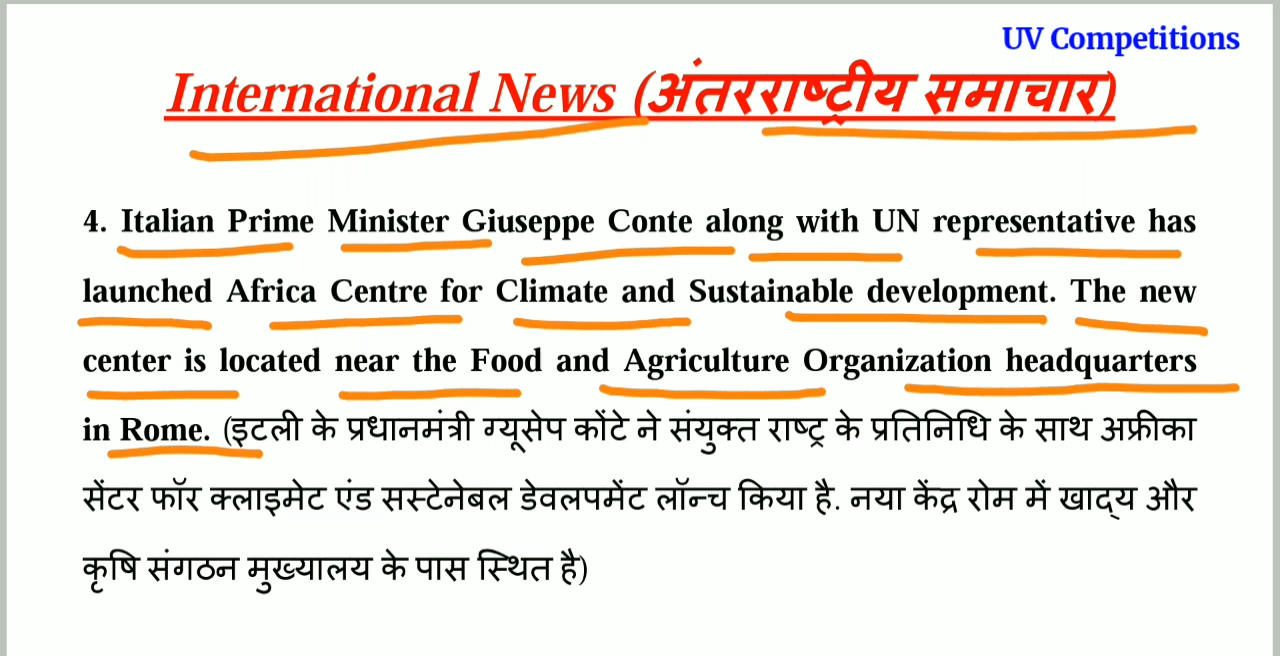 UV Competitions
International News (अंतरराष्ट्रीय समाचार)
4. Italian Prime Minister Giuseppe Conte along with UN representative has
launched Africa Centre for Climate and Sustainable development. The new
center is located near the Food and Agriculture Organization headquarters
in Rome. (इटली के प्रधानमंत्री ग्यूसेप कोंटे ने संयुक्त राष्ट्र के प्रतिनिधि के साथ अफ्रीका
सेंटर फॉर क्लाइमेट एंड सस्टेनेबल डेवलपमेंट लॉन्च किया है. नया केंद्र रोम में खाद्य और
कृषि संगठन मुख्यालय के पास स्थित है)